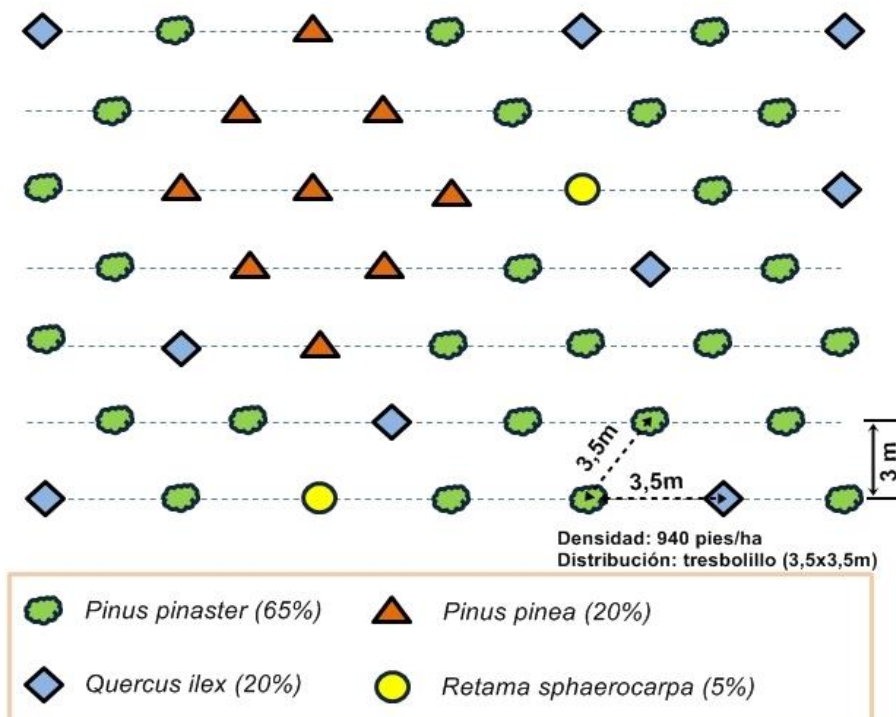 3,5m
3,5m
3 m
Densidad: 940 pies/ha
Distribución: tresbolillo (3,5x3,5m)
Pinus pinaster (65%)
Pinus pinea (20%)
Quercus ilex (20%)
Retama sphaerocarpa (5%)